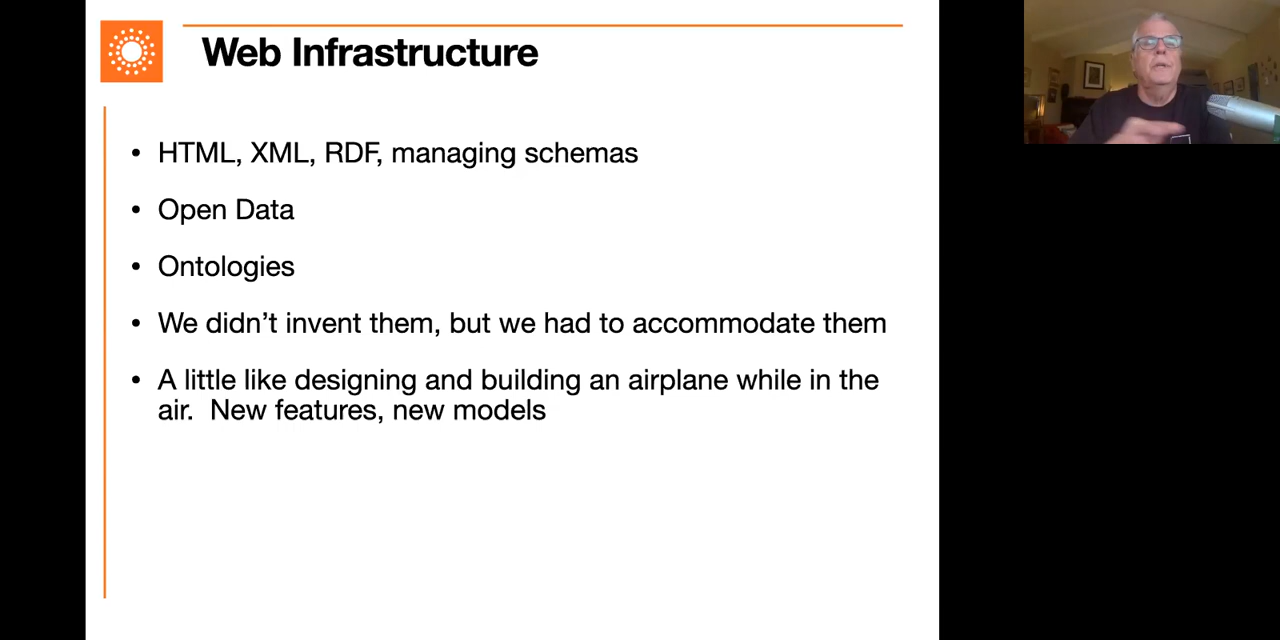 Web Infrastructure
• HTML, XML, RDF, managing schemas
• Open Data
• Ontologies
• We didn’t invent them, but we had to accommodate them
• A little like designing and building an airplane while in the
air.  New features, new models